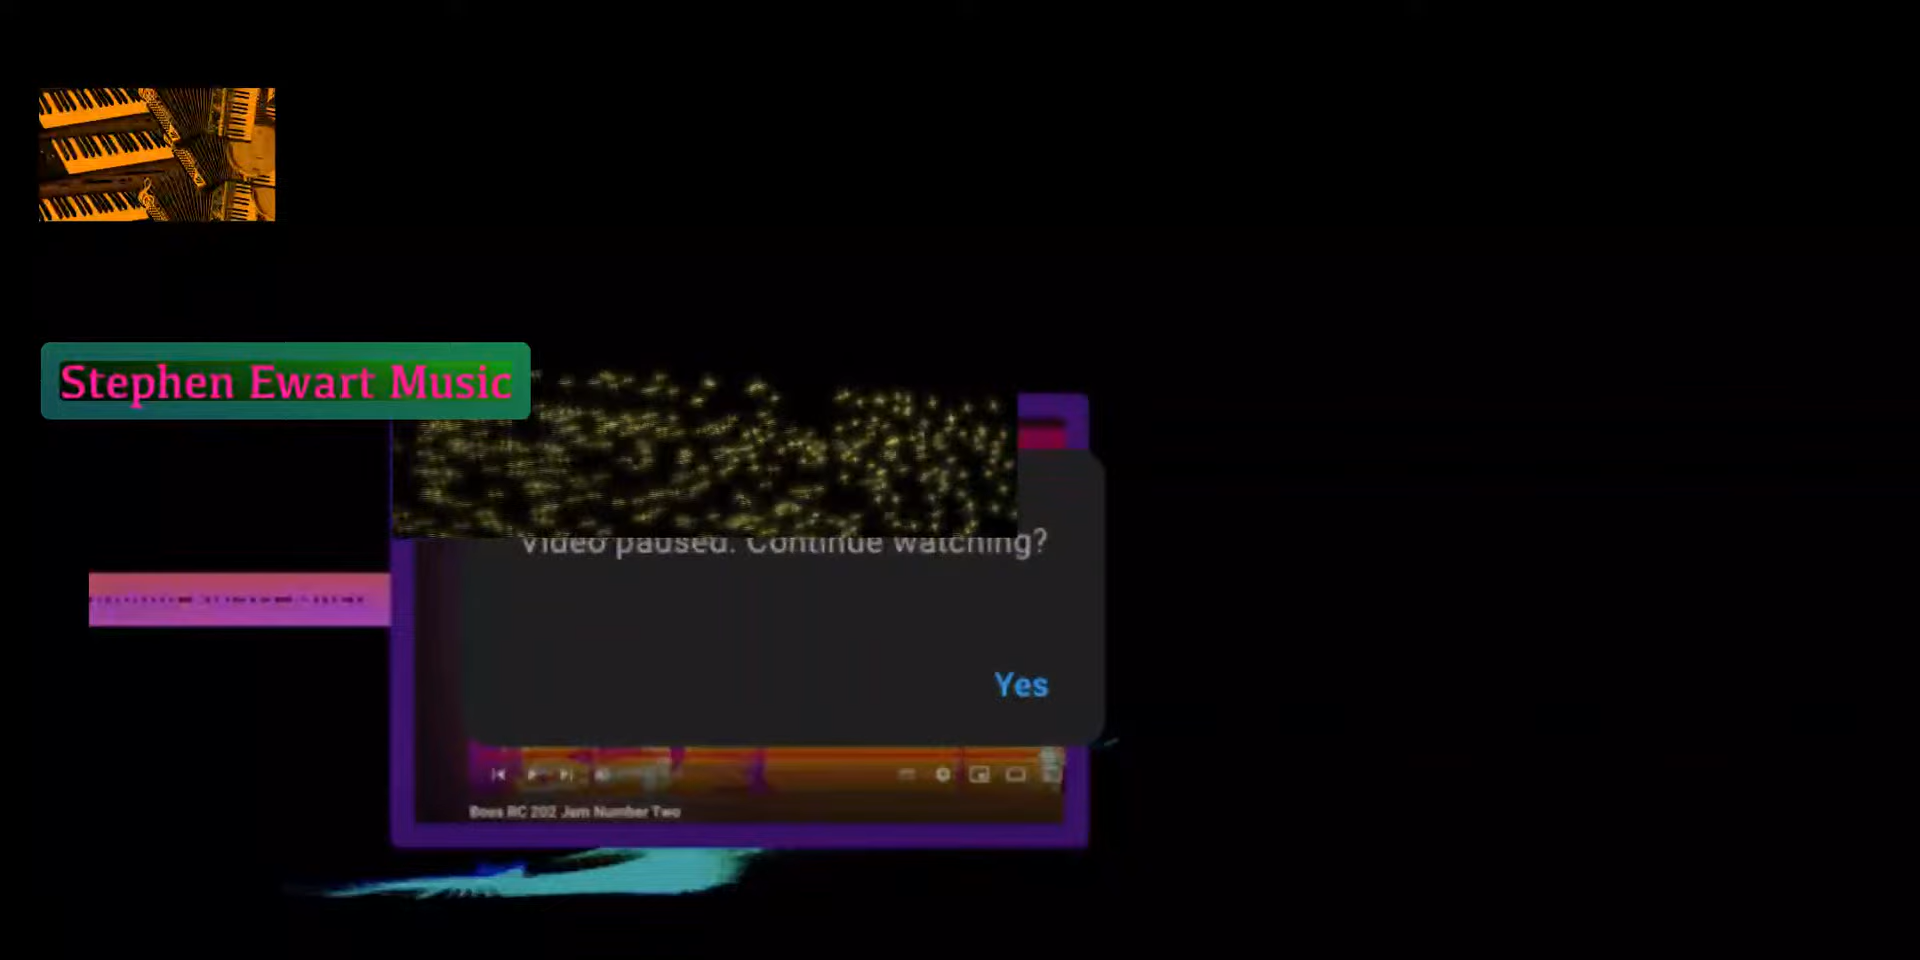 Stephen Ewart Music
Video paused. Continue watching?
Yes
Boss RC 202 Jam Number Two